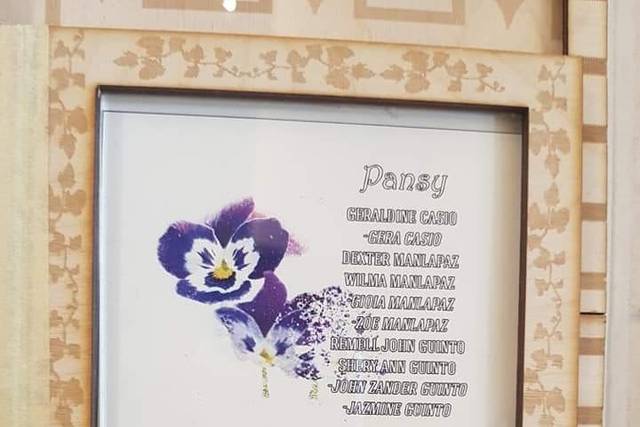 Pansy
GERALDINE CASIO
-GERA CASIO
DEXTER MANLAPAZ
WILMA MANLAPAZ
-GIOIA MANLAPAZ
-ZOE MANLAPAZ
REMELL JOHN GUINTO
SHERY ANN GUINTO
-JOHN ZANDER GUINTO
-JAZMINE GUINTO